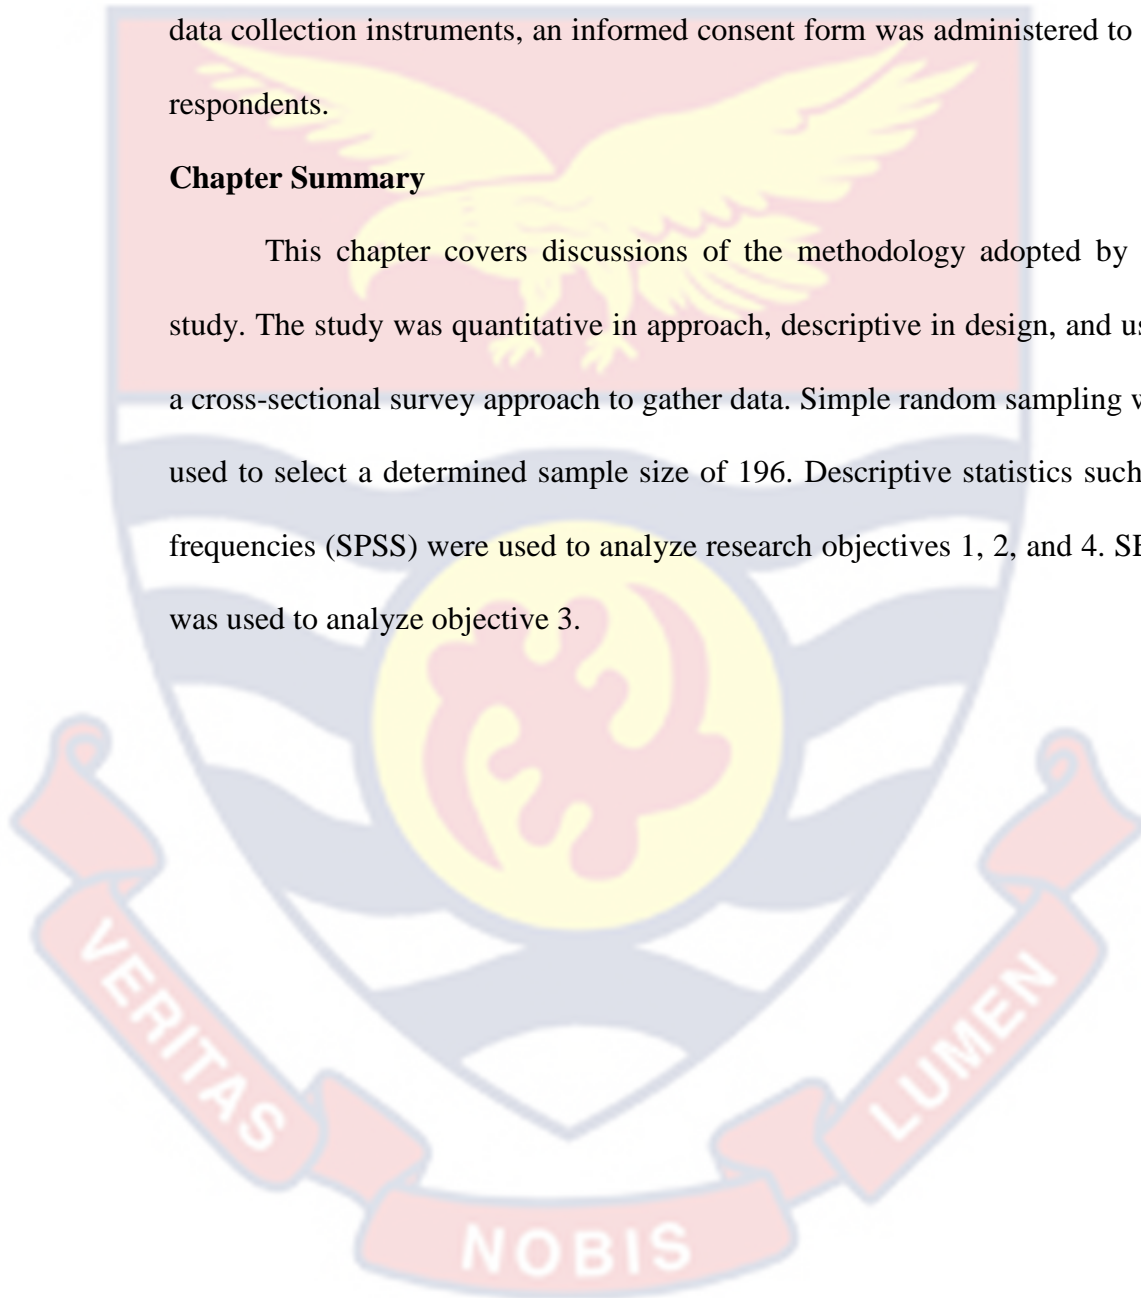 data collection instruments, an informed consent form was administered to
respondents.
Chapter Summary
This chapter covers discussions of the methodology adopted by
study. The study was quantitative in approach, descriptive in design, and
a cross-sectional survey approach to gather data. Simple random sampling
used to select a determined sample size of 196. Descriptive statistics such
frequencies (SPSS) were used to analyze research objectives 1, 2, and 4.
was used to analyze objective 3.
VERITAS
NOBIS
LUMEN